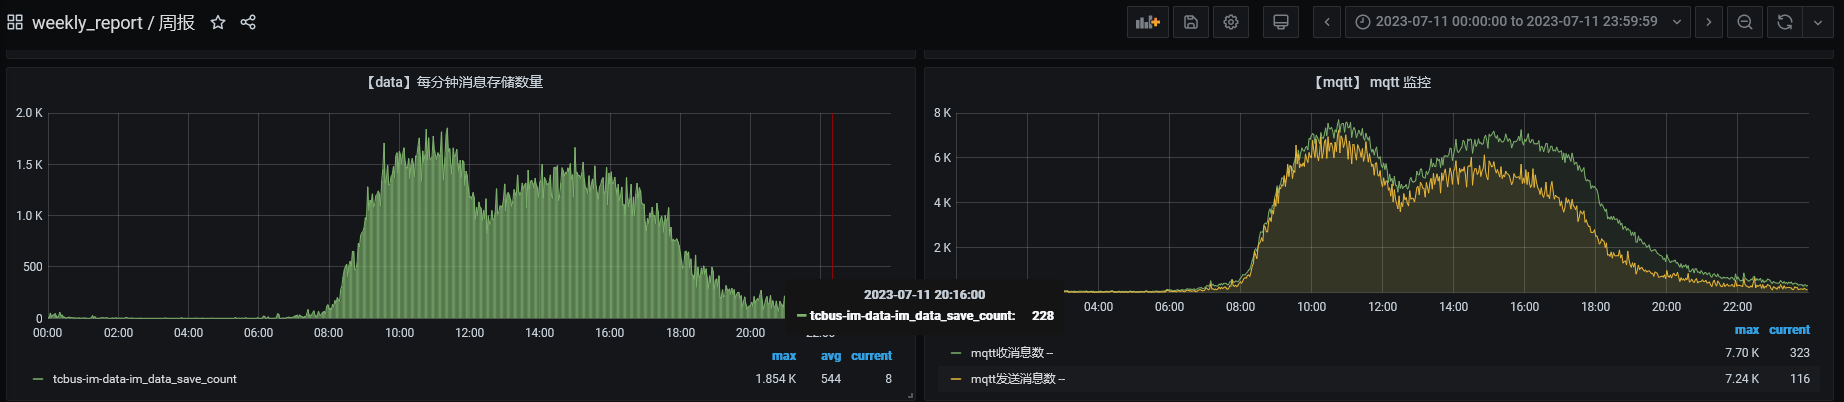 weekly_report / 周报
2023-07-11 00:00:00 to 2023-07-11 23:59:59
【data】每分钟消息存储数量
2.0 K
1.5 K
1.0 K
500
0
00:00 02:00 04:00 06:00 08:00 10:00 12:00 14:00 16:00 18:00 20:00
2023-07-11 20:16:00
tcbus-im-data-im_data_save_count: 228
max avg current
tcbus-im-data-im_data_save_count 1.854 K 544 8
【mqtt】 mqtt 监控
8 K
6 K
4 K
2 K
04:00 06:00 08:00 10:00 12:00 14:00 16:00 18:00 20:00 22:00
max current
mqtt收消息数 -- 7.70 K 323
mqtt发送消息数 -- 7.24 K 116